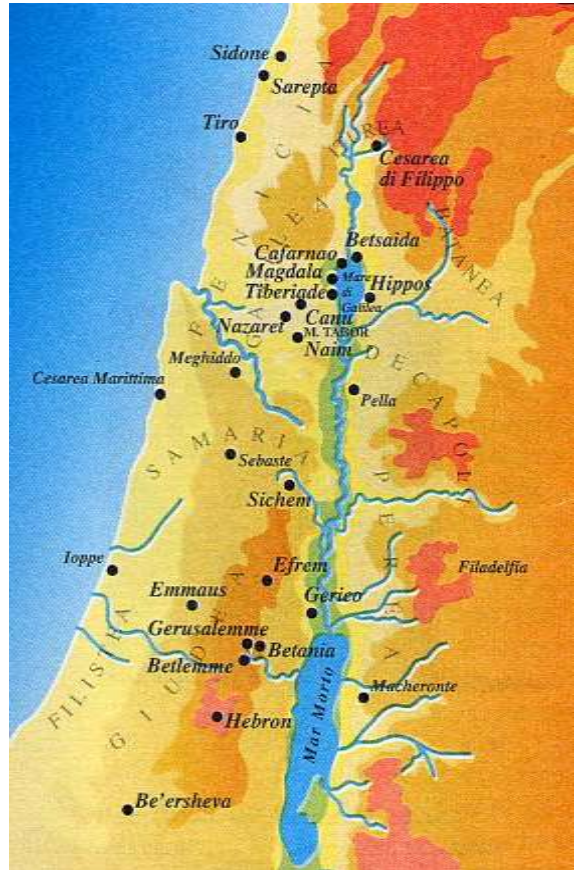 Sidone
Sarepta
Tiro
FENICIA
ITUREA
Cesarea
di Filippo
GALILEA
BATANEA
Betsaida
Cafarnao
Magdala
Tiberiade
Mare
di
Galilea
Hippos
Nazaret
Cana
M. TABOR
Naim
Meghiddo
DECAPOLI
Cesarea Marittima
Pella
SAMARIA
Sebaste
Sichem
PEREA
Ioppe
Efrem
Filadelfia
Emmaus
Gerico
GIUDEA
Gerusalemme
Betania
Betlemme
FILISTHA
Mar Morto
Macheronte
Hebron
Be'ersheva